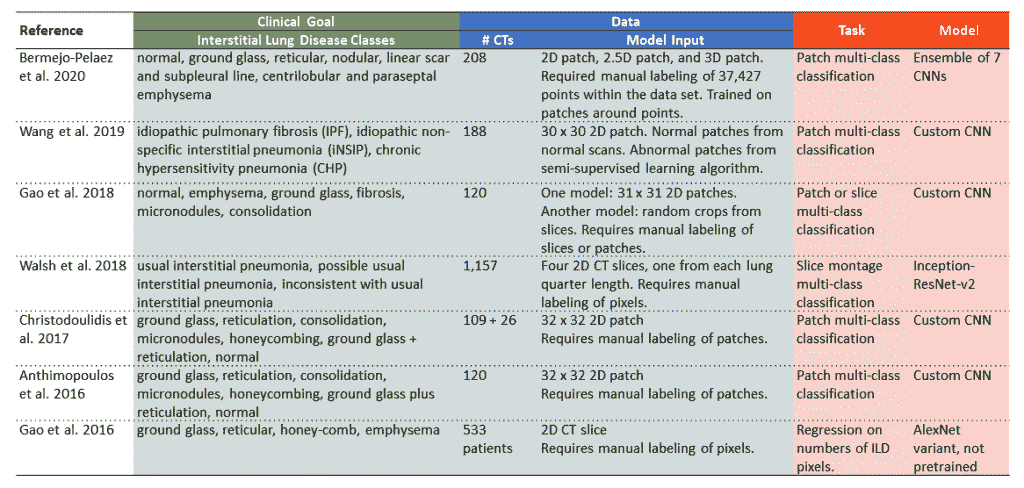 Reference Clinical Goal Data Task Model
Interstitial Lung Disease Classes # CTs Model Input
Bermejo-Pelaez normal, ground glass, reticular, nodular, linear scar 208 2D patch, 2.5D patch, and 3D patch. Patch multi-class Ensemble of 7
et al. 2020 and subpleural line, centrilobular and paraseptal Required manual labeling of 37,427 classification CNNs
emphysema points within the data set. Trained on
patches around points.
Wang et al. 2019 idiopathic pulmonary fibrosis (IPF), idiopathic non- 188 30 x 30 2D patch. Normal patches from Patch multi-class Custom CNN
specific interstitial pneumonia (iNSIP), chronic normal scans. Abnormal patches from classification
hypersensitivity pneumonia (CHP) semi-supervised learning algorithm.
Gao et al. 2018 normal, emphysema, ground glass, fibrosis, 120 One model: 31 x 31 2D patches. Patch or slice Custom CNN
micronodules, consolidation Another model: random crops from multi-class
slices. Requires manual labeling of classification
slices or patches.
Walsh et al. 2018 usual interstitial pneumonia, possible usual 1,157 Four 2D CT slices, one from each lung Slice montage Inception-
interstitial pneumonia, inconsistent with usual quarter length. Requires manual multi-class ResNet-v2
interstitial pneumonia labeling of pixels. classification
Christodoulidis et ground glass, reticulation, consolidation, 109 + 26 32 x 32 2D patch Patch multi-class Custom CNN
al. 2017 micronodules, honeycombing, ground glass + Requires manual labeling of patches. classification
reticulation, normal
Anthimopoulos ground glass, reticulation, consolidation, 120 32 x 32 2D patch Patch multi-class Custom CNN
et al. 2016 micronodules, honeycombing, ground glass plus Requires manual labeling of patches. classification
reticulation, normal
Gao et al. 2016 ground glass, reticular, honey-comb, emphysema 533 2D CT slice Regression on AlexNet
patients Requires manual labeling of pixels. numbers of ILD variant, not
pixels. pretrained